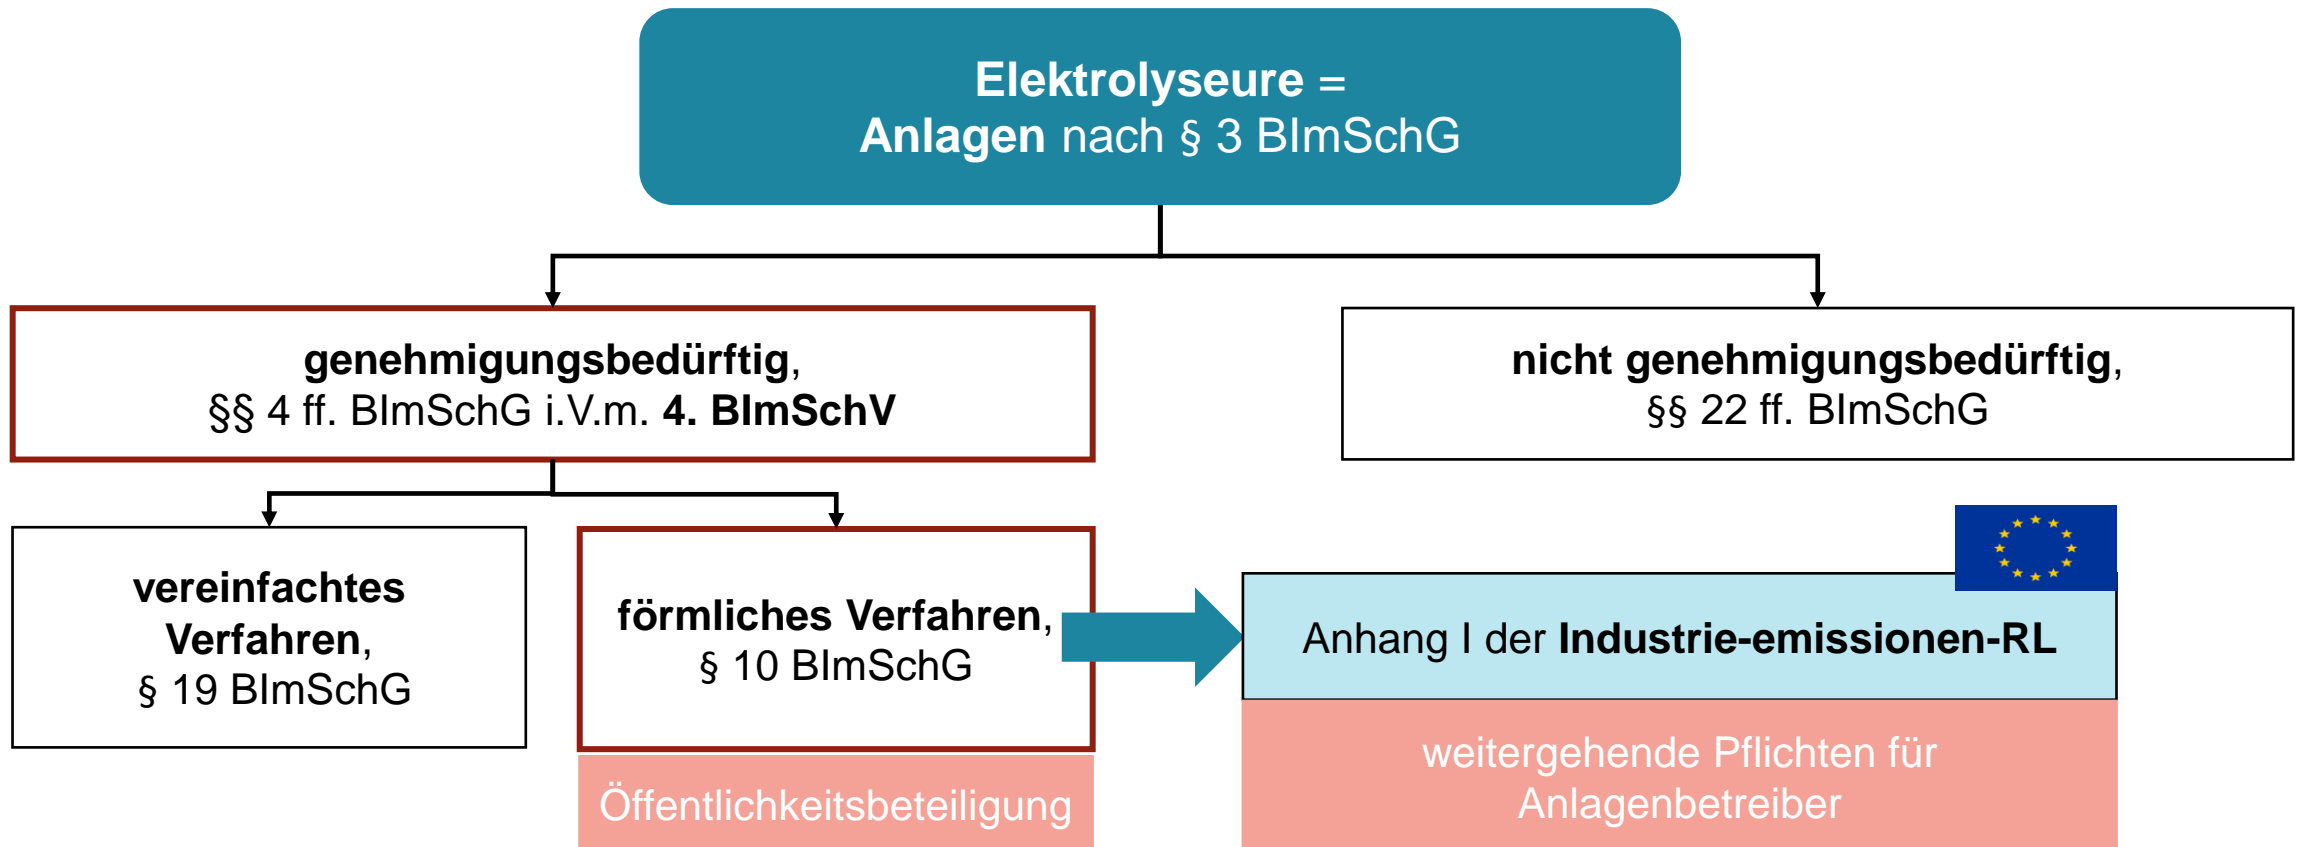 Elektrolyseure =
Anlagen nach § 3 BImSchG
genehmigungsbedürftig,
§§ 4 ff. BImSchG i.V.m. 4. BImSchV
nicht genehmigungsbedürftig,
§§ 22 ff. BImSchG
vereinfachtes
Verfahren,
§ 19 BImSchG
förmliches Verfahren,
§ 10 BImSchG
Öffentlichkeitsbeteiligung
Anhang I der Industrie-emissionen-RL
weitergehende Pflichten für
Anlagenbetreiber